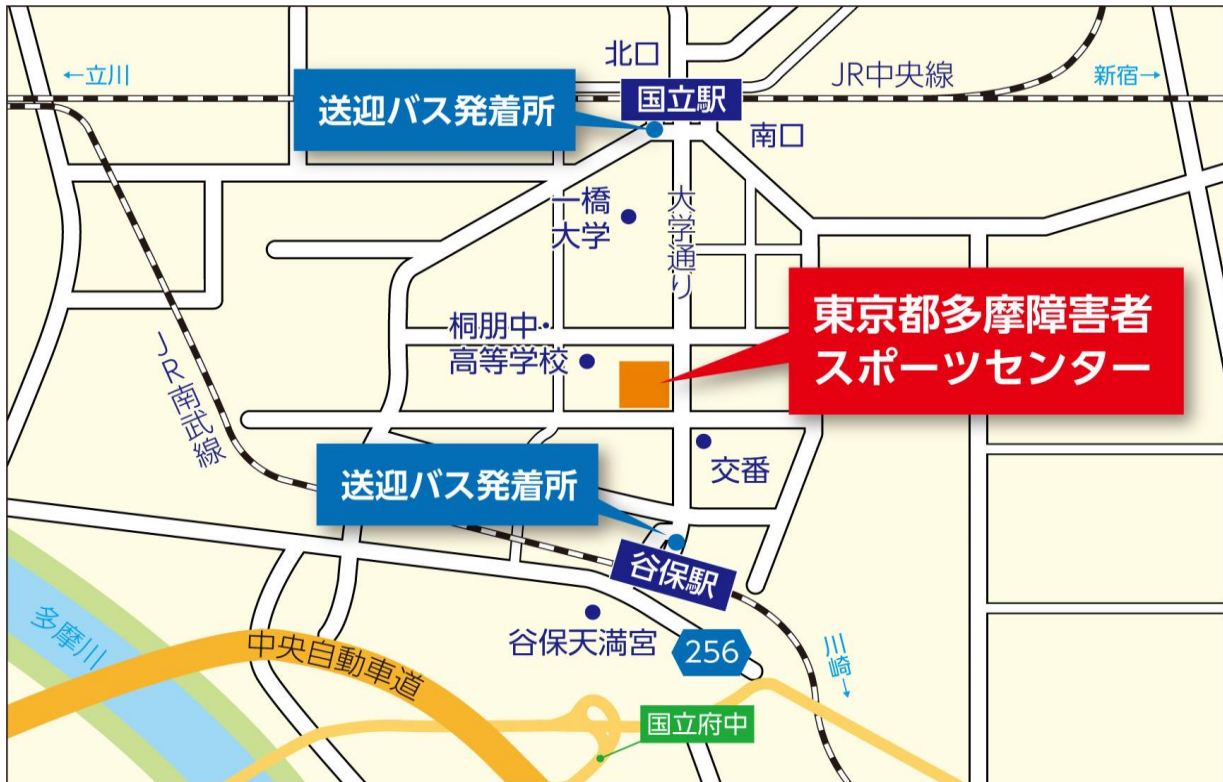 北口
←立川
JR中央線
新宿→
送迎バス発着所
国立駅
南口
一橋
大学
大学通り
東京都多摩障害者
スポーツセンター
桐朋中・
高等学校
JR南武線
送迎バス発着所
交番
谷保駅
多摩川
谷保天満宮
256
川崎→
中央自動車道
国立府中